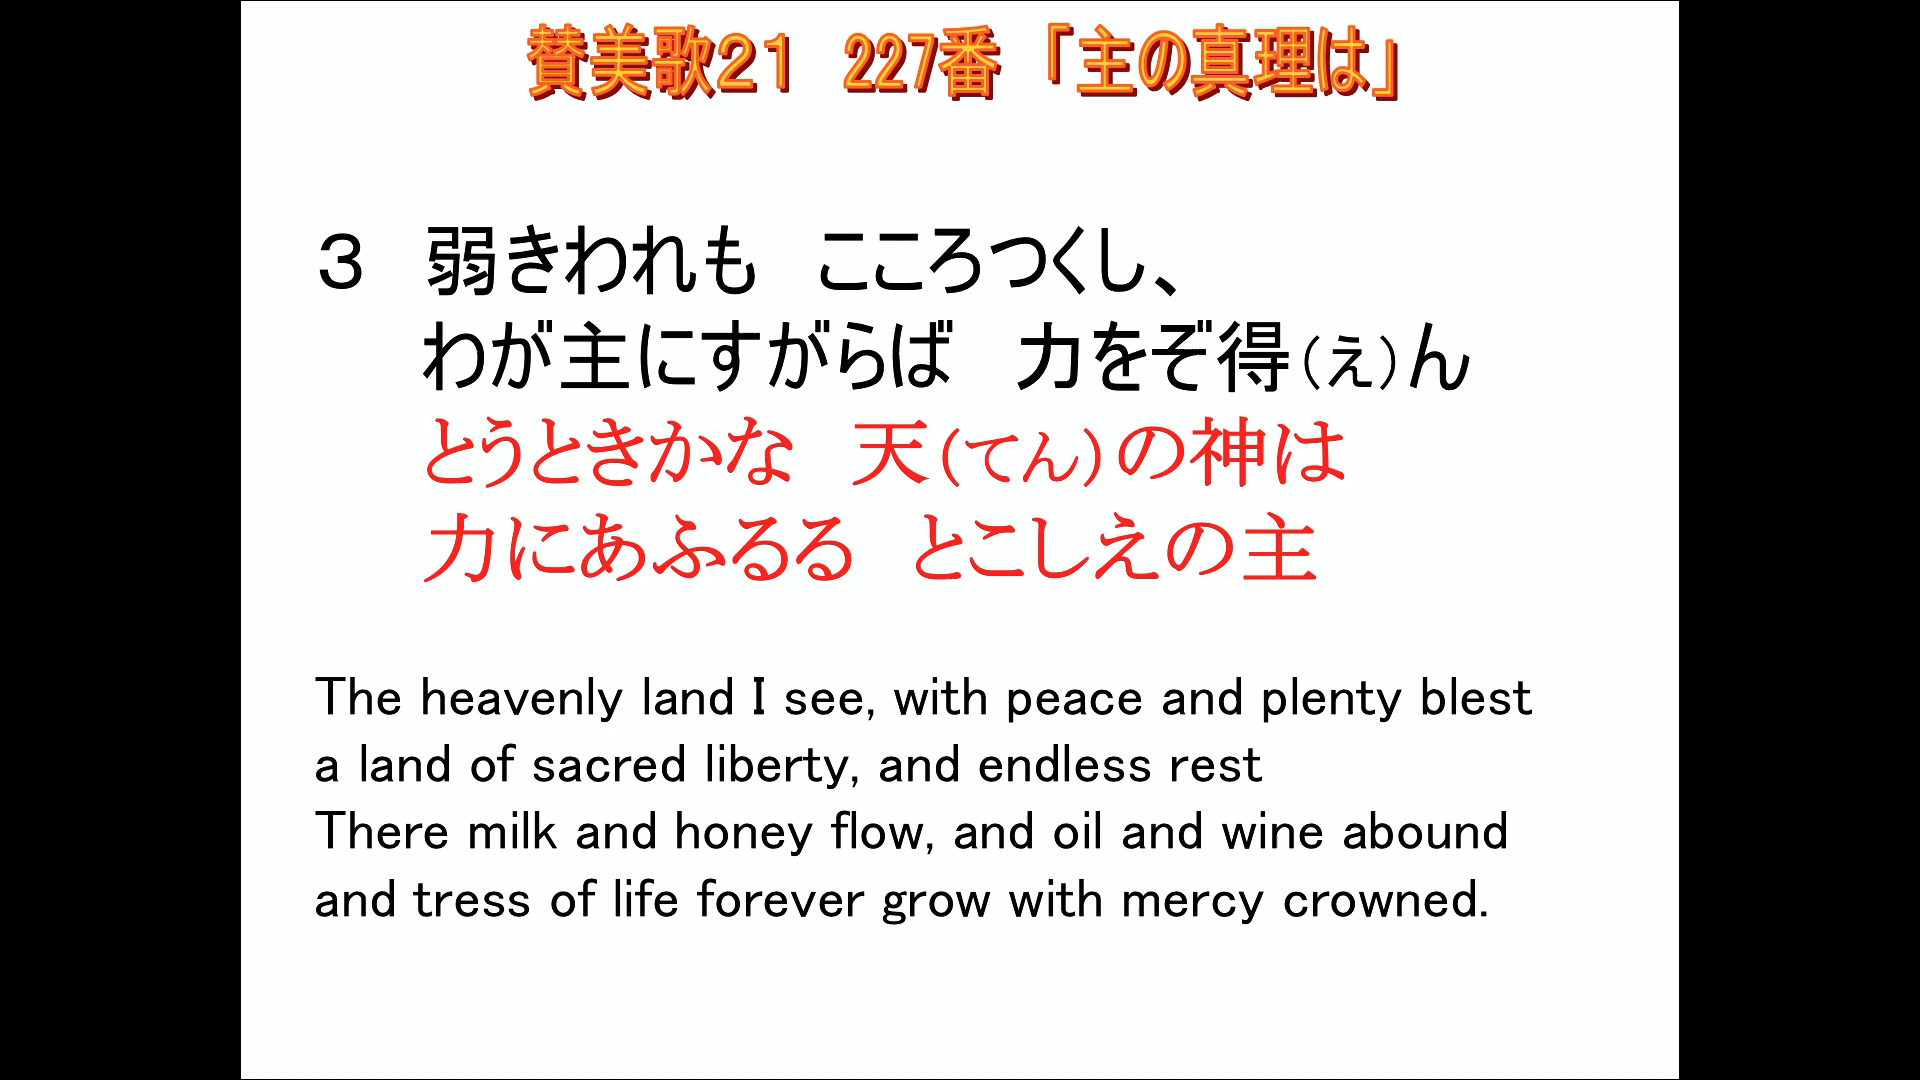 賛美歌２１　227番　「主の真理は」
３　弱きわれも　こころつくし、
わが主にすがらば　力をぞ得（え）ん
とうときかな　天（てん）の神は
力にあふるる　とこしえの主
The heavenly land I see, with peace and plenty blest
a land of sacred liberty, and endless rest
There milk and honey flow, and oil and wine abound
and tress of life forever grow with mercy crowned.